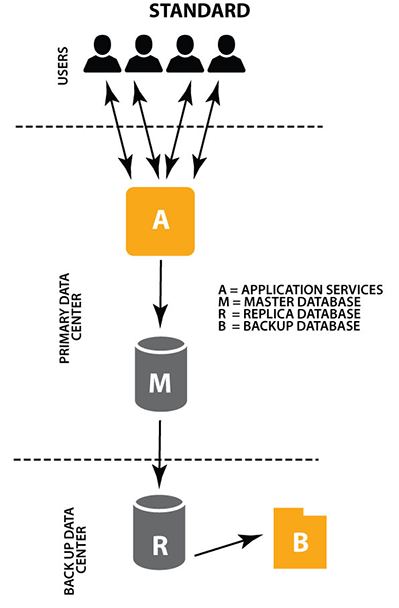 STANDARD
USERS
A
PRIMARY DATA
CENTER
A = APPLICATION SERVICES
M = MASTER DATABASE
R = REPLICA DATABASE
B = BACKUP DATABASE
M
BACK UP DATA
CENTER
R
B